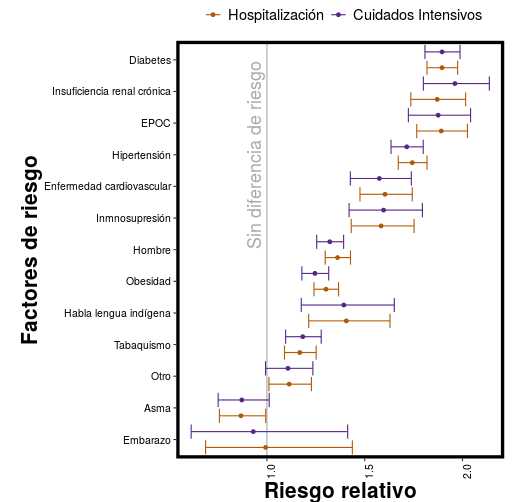 Hospitalización Cuidados Intensivos
Factores de riesgo
Sin diferencia de riesgo
Diabetes
Insuficiencia renal crónica
EPOC
Hipertensión
Enfermedad cardiovascular
Inmnosupresión
Hombre
Obesidad
Habla lengua indígena
Tabaquismo
Otro
Asma
Embarazo
1.0 1.5 2.0
Riesgo relativo